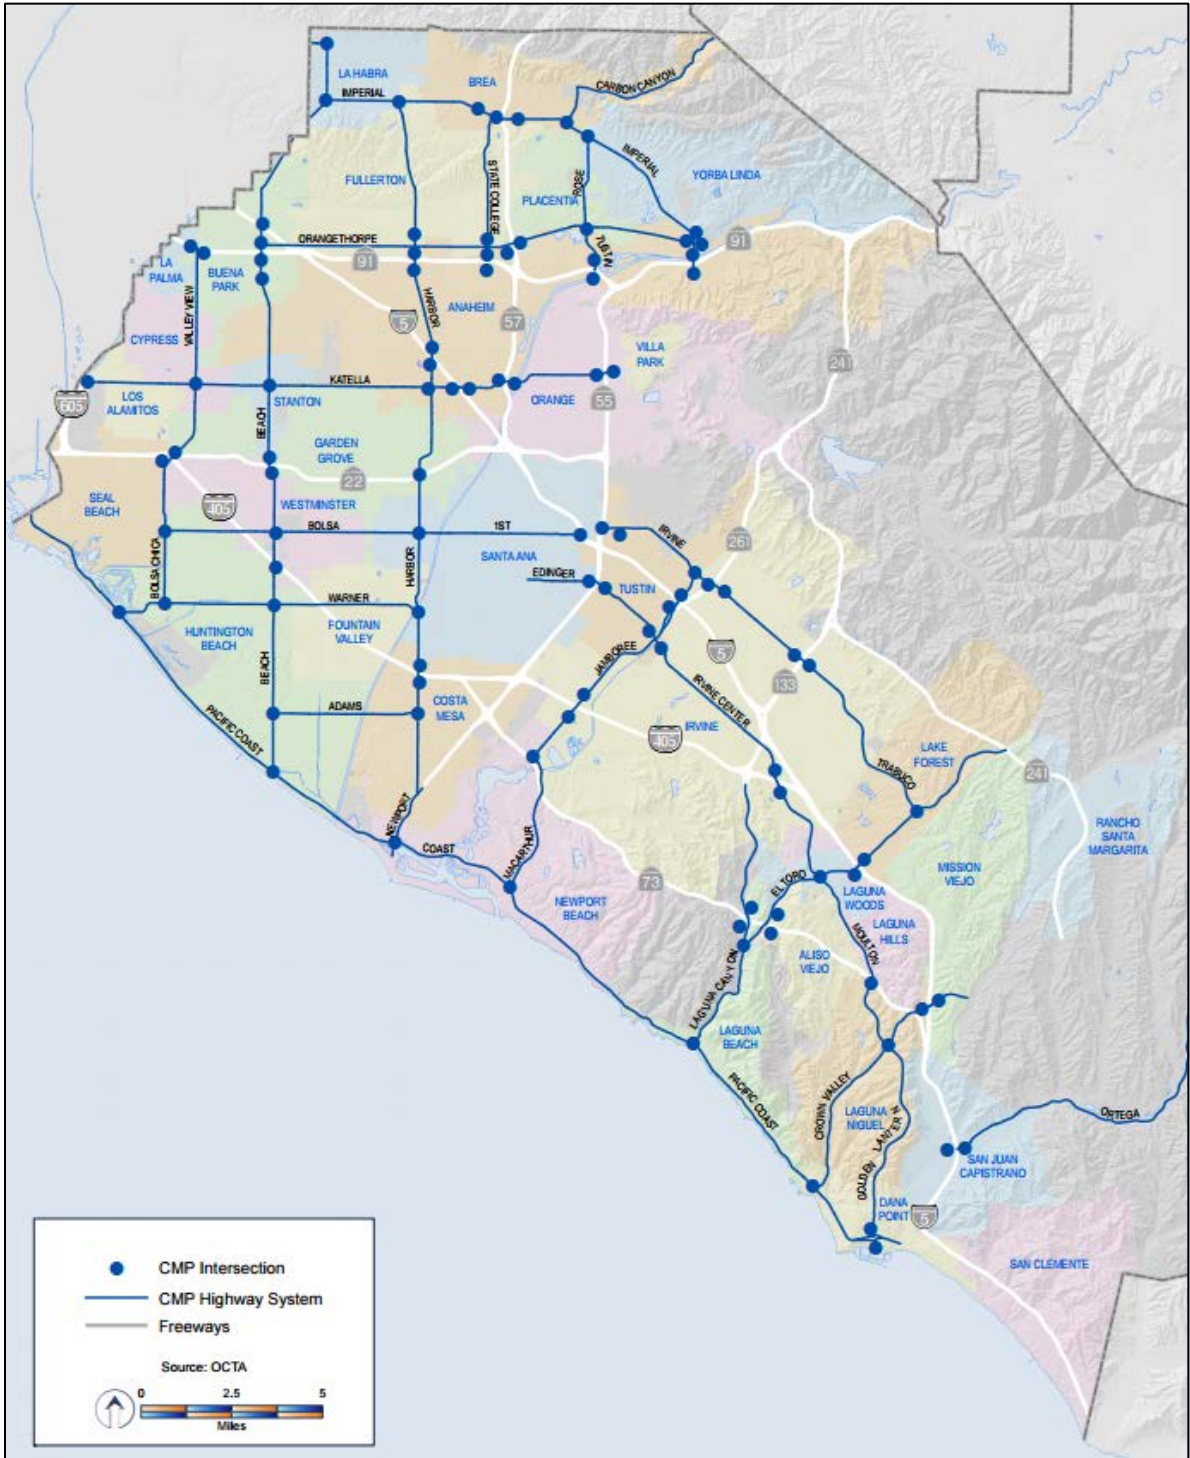 LA HABRA
BREA
CARBON CANYON
IMPERIAL
FULLERTON
STATE COLLEGE
PLACENTIA
ROSE
IMPERIAL
YORBA LINDA
ORANGETHORPE
TUSTIN
91
91
LA
PALMA
BUENA
PARK
VALLEY VIEW
HARBOR
ANAHEIM
5
57
CYPRESS
VILLA
PARK
241
KATELLA
605
LOS
ALAMITOS
STANTON
BEACH
ORANGE
55
GARDEN
GROVE
22
SEAL
BEACH
405
WESTMINSTER
BOLSA
1ST
IRVINE
261
BOLSA CHICA
HARBOR
SANTA ANA
EDINGER
TUSTIN
WARNER
HUNTINGTON
BEACH
FOUNTAIN
VALLEY
JAMBOREE
5
133
BEACH
ADAMS
COSTA
MESA
IRVINE CENTER
IRVINE
405
PACIFIC COAST
LAKE
FOREST
TRABUCO
241
NEWPORT
COAST
MACARTHUR
RANCHO
SANTA
MARGARITA
73
EL TORO
MISSION
VIEJO
LAGUNA
WOODS
NEWPORT
BEACH
LAGUNA
HILLS
MOULTON
ALISO
VIEJO
LAGUNA CANYON
LAGUNA
BEACH
PACIFIC COAST
CROWN VALLEY
LAGUNA
NIGUEL
GOLDEN LANTERN
ORTEGA
SAN JUAN
CAPISTRANO
DANA
POINT
5
SAN CLEMENTE
CMP Intersection
CMP Highway System
Freeways
Source: OCTA
0 2.5 5
Miles